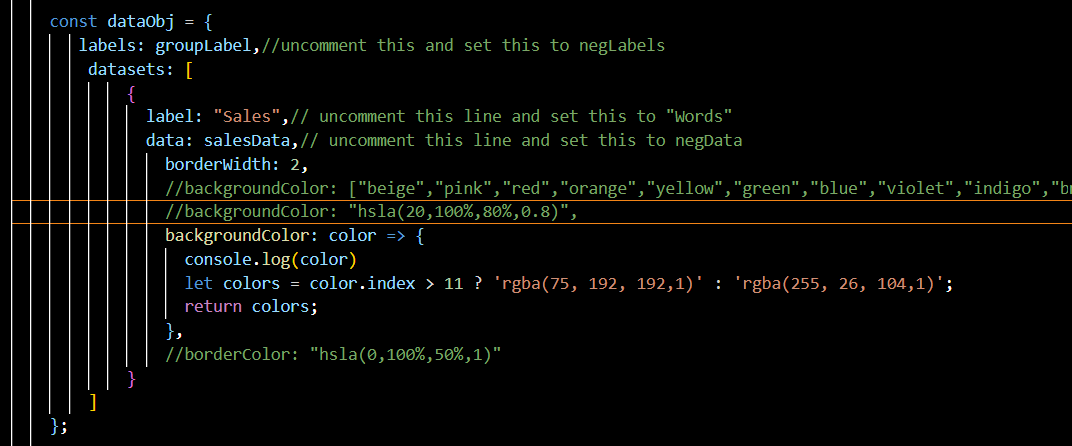 const dataObj = {
labels: groupLabel,//uncomment this and set this to negLabels
datasets: [
{
label: "Sales",// uncomment this line and set this to "Words"
data: salesData,// uncomment this line and set this to negData
borderWidth: 2,
//backgroundColor: ["beige","pink","red","orange","yellow","green","blue","violet","indigo","br
//backgroundColor: "hsla(20,100%,80%,0.8)",
backgroundColor: color => {
console.log(color)
let colors = color.index > 11 ? 'rgba(75, 192, 192,1)' : 'rgba(255, 26, 104,1)';
return colors;
},
//borderColor: "hsla(0,100%,50%,1)"
}
]
};